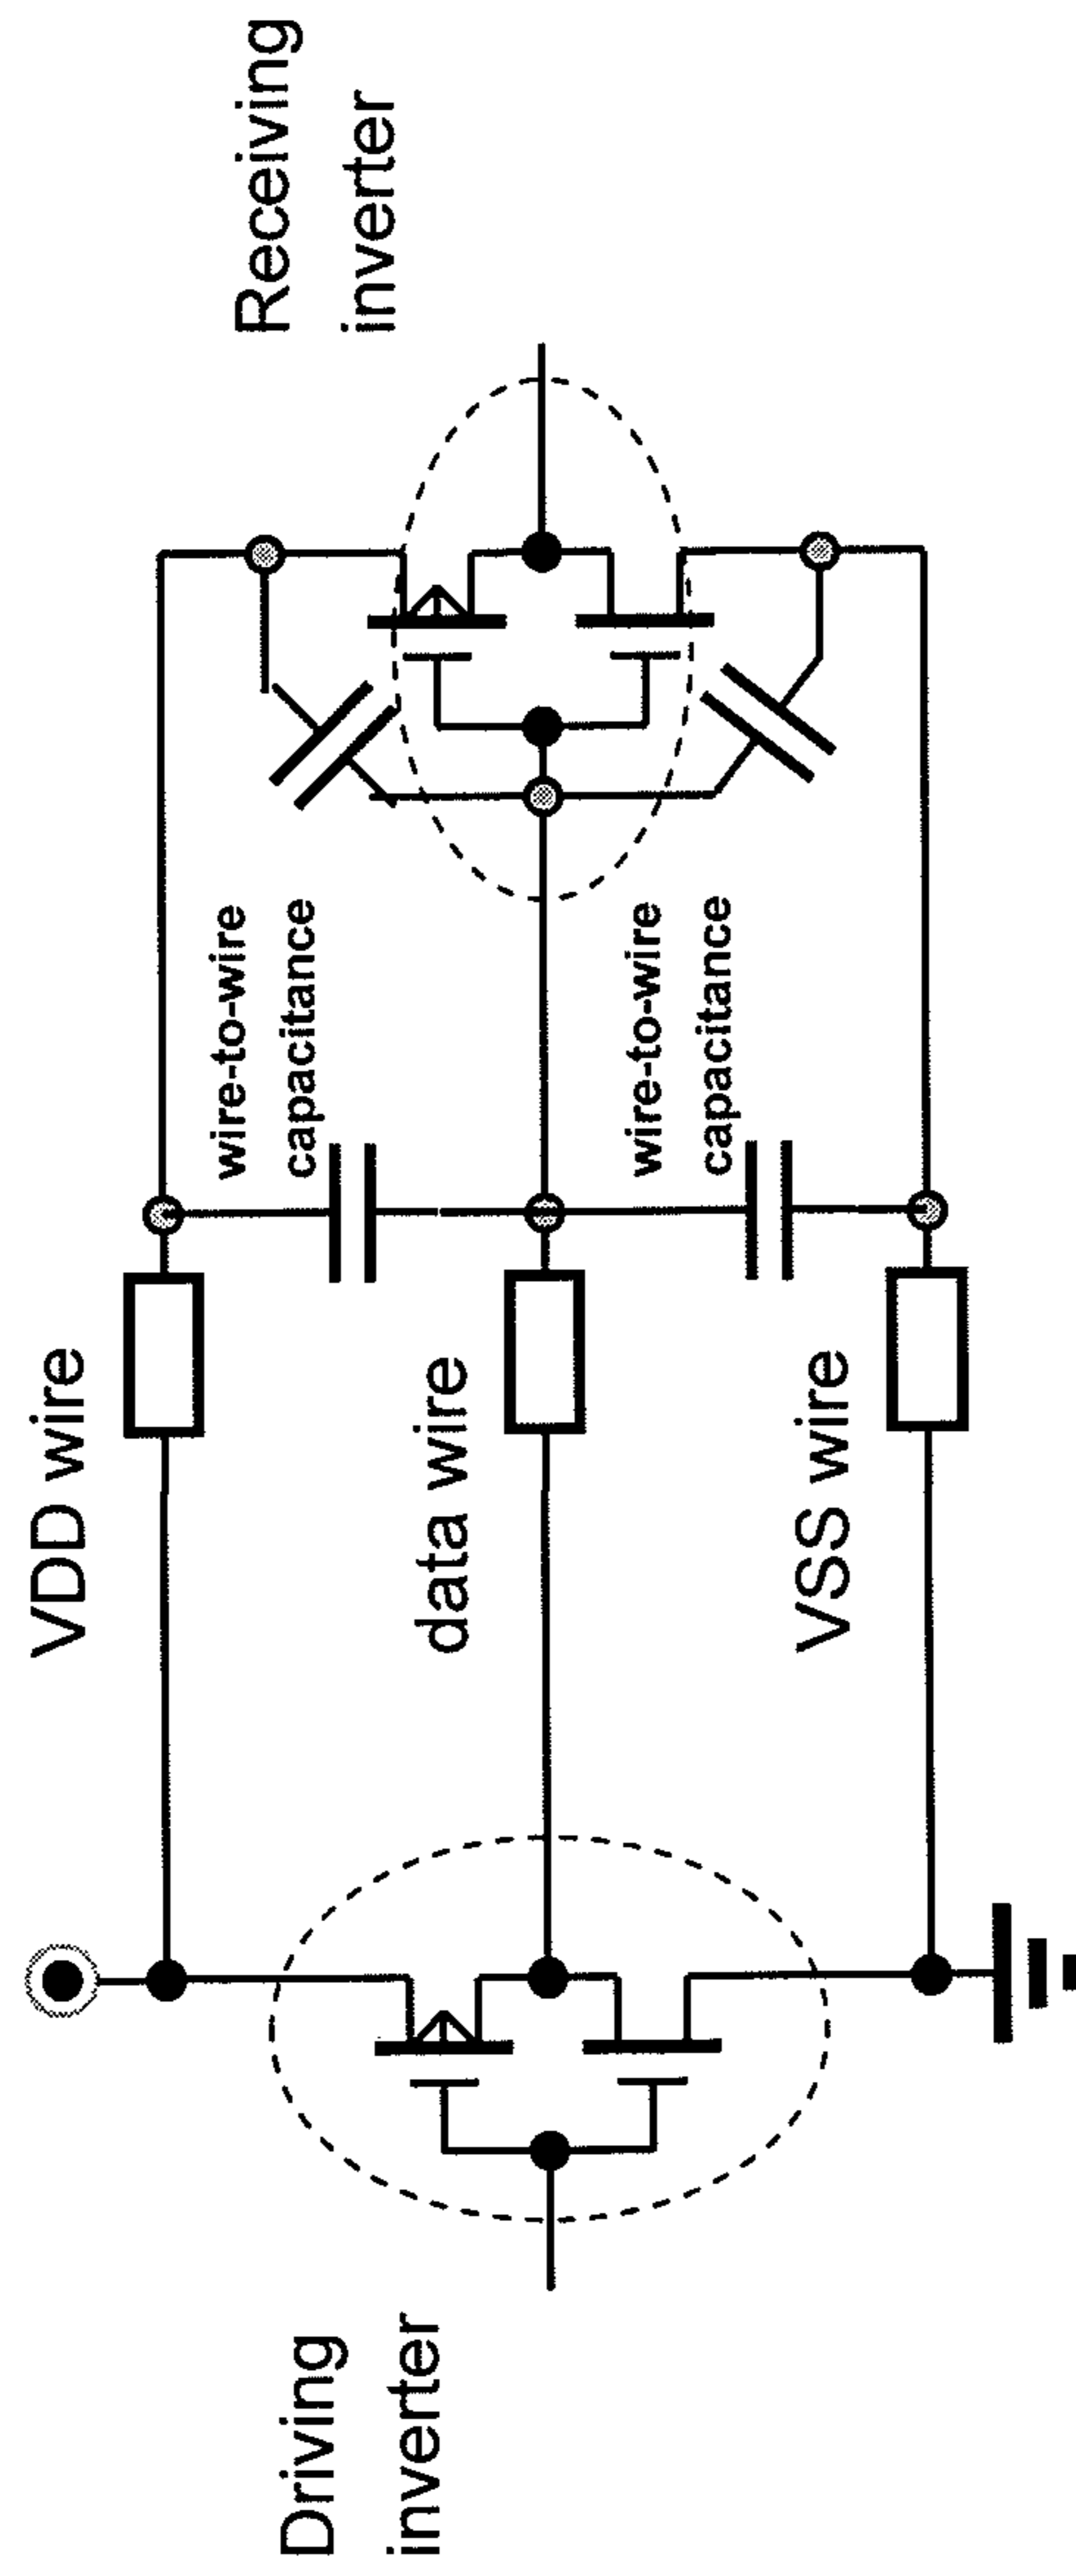 Driving
inverter
VDD wire
data wire
VSS wire
wire-to-wire
capacitance
wire-to-wire
capacitance
Receiving
inverter